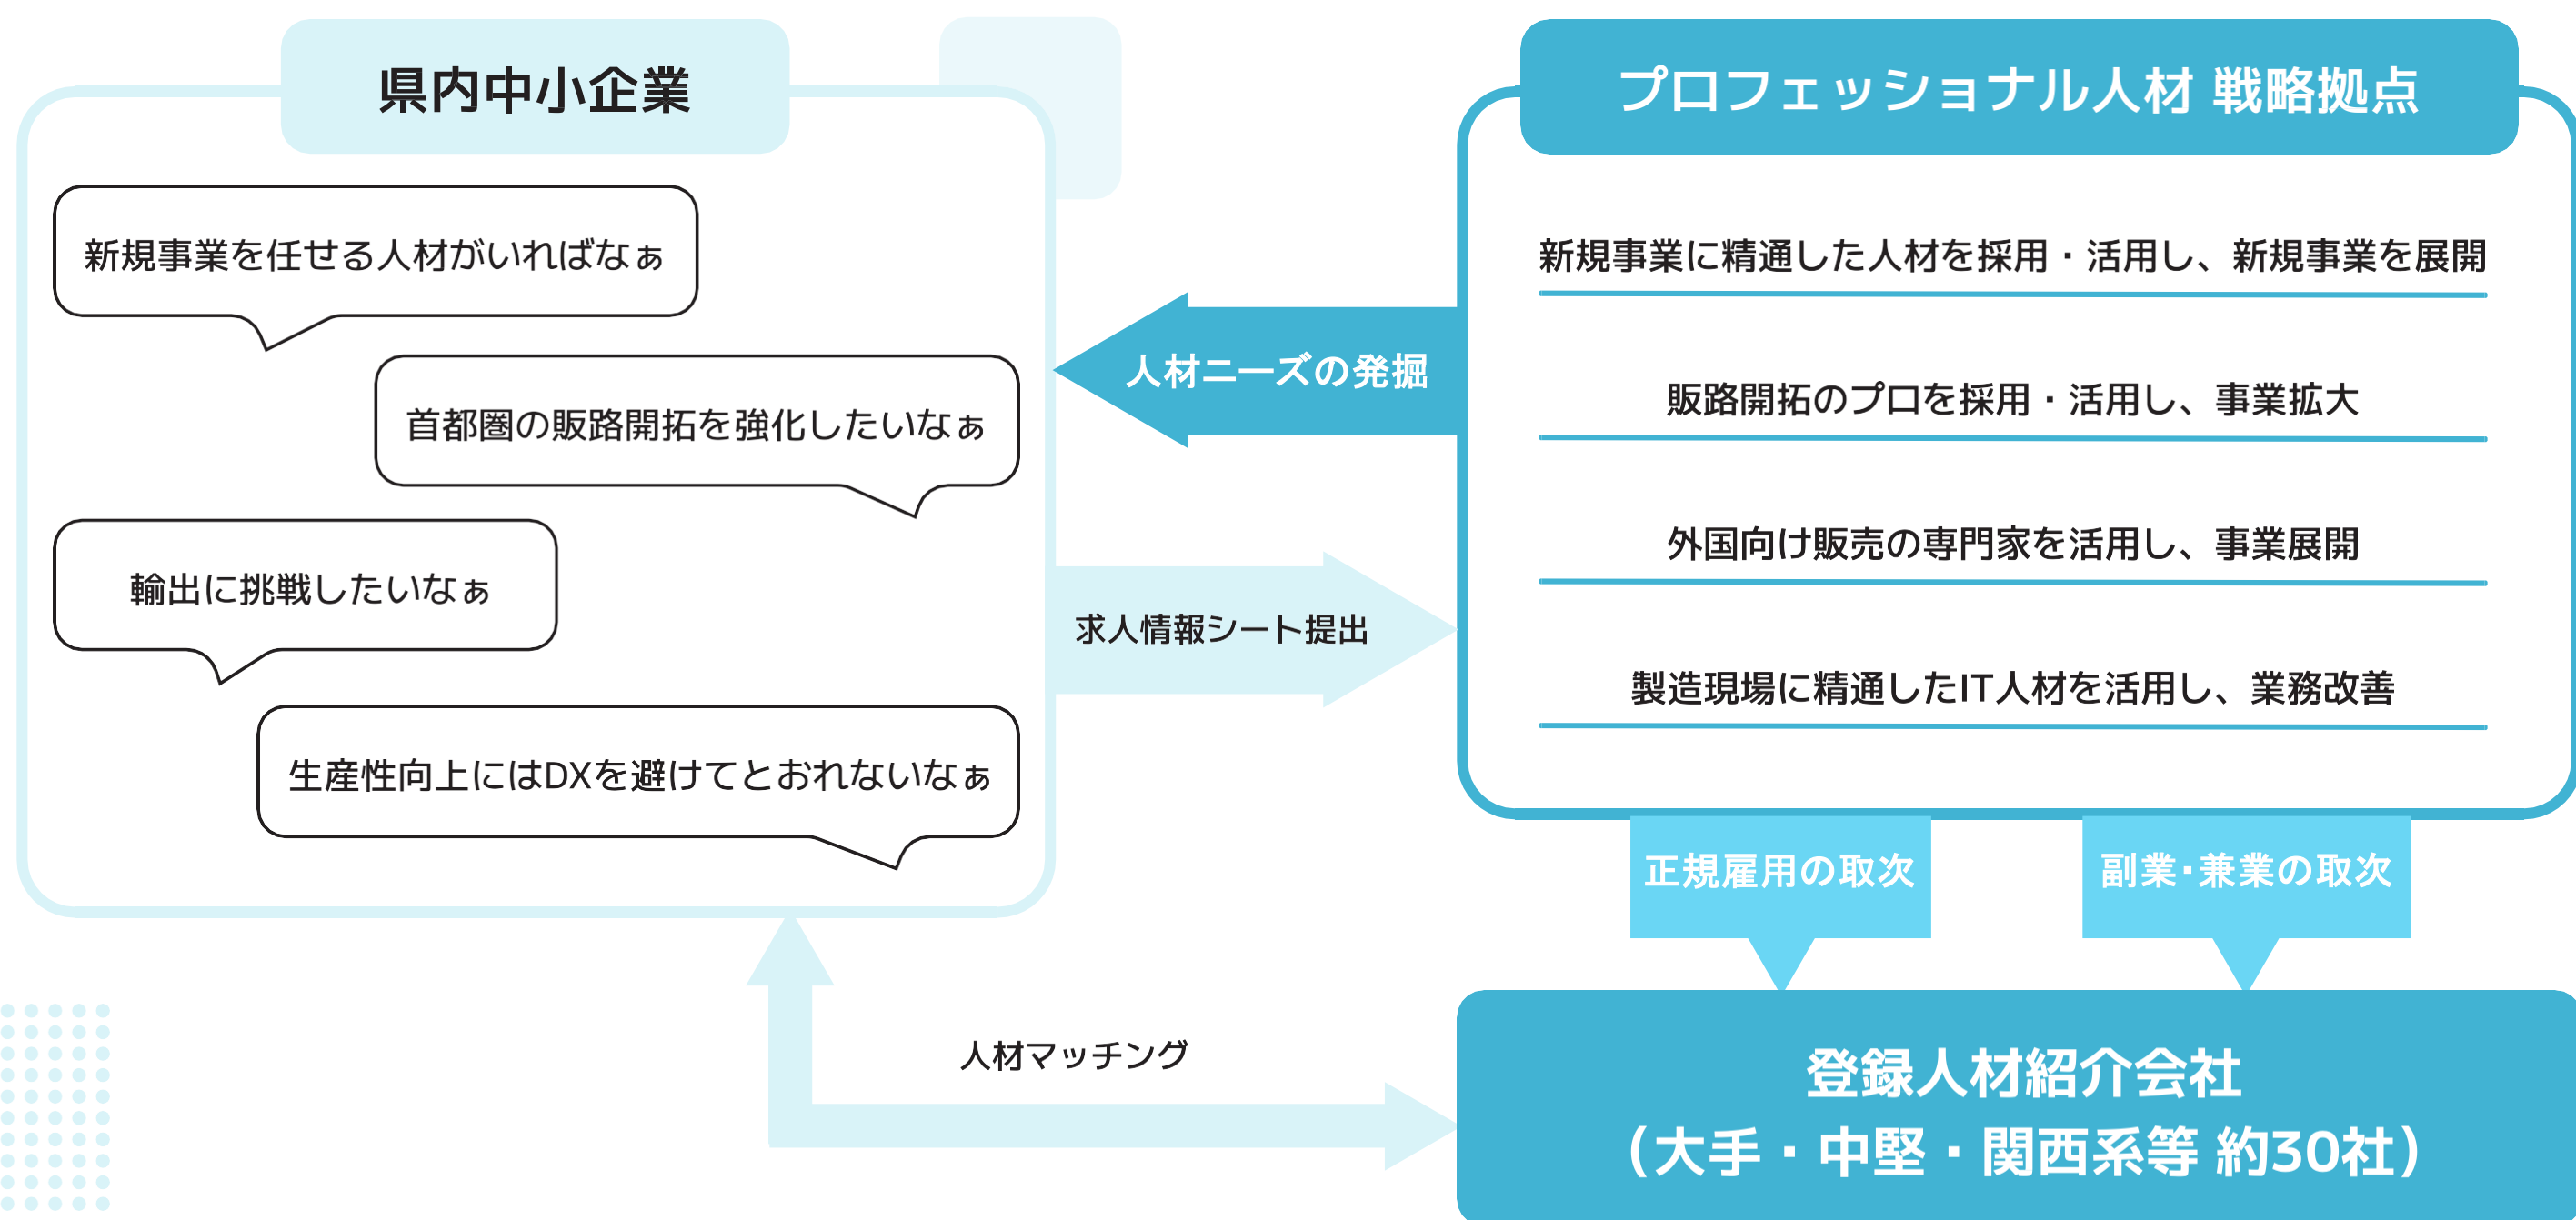 県内中小企業
新規事業を任せる人材がいればなぁ
首都圏の販路開拓を強化したいなぁ
輸出に挑戦したいなぁ
生産性向上にはDXを避けてとおれないなぁ
人材ニーズの発掘
求人情報シート提出
プロフェッショナル人材 戦略拠点
新規事業に精通した人材を採用・活用し、新規事業を展開
販路開拓のプロを採用・活用し、事業拡大
外国向け販売の専門家を活用し、事業展開
製造現場に精通したIT人材を活用し、業務改善
正規雇用の取次
副業・兼業の取次
人材マッチング
登録人材紹介会社
(大手・中堅・関西系等 約30社)